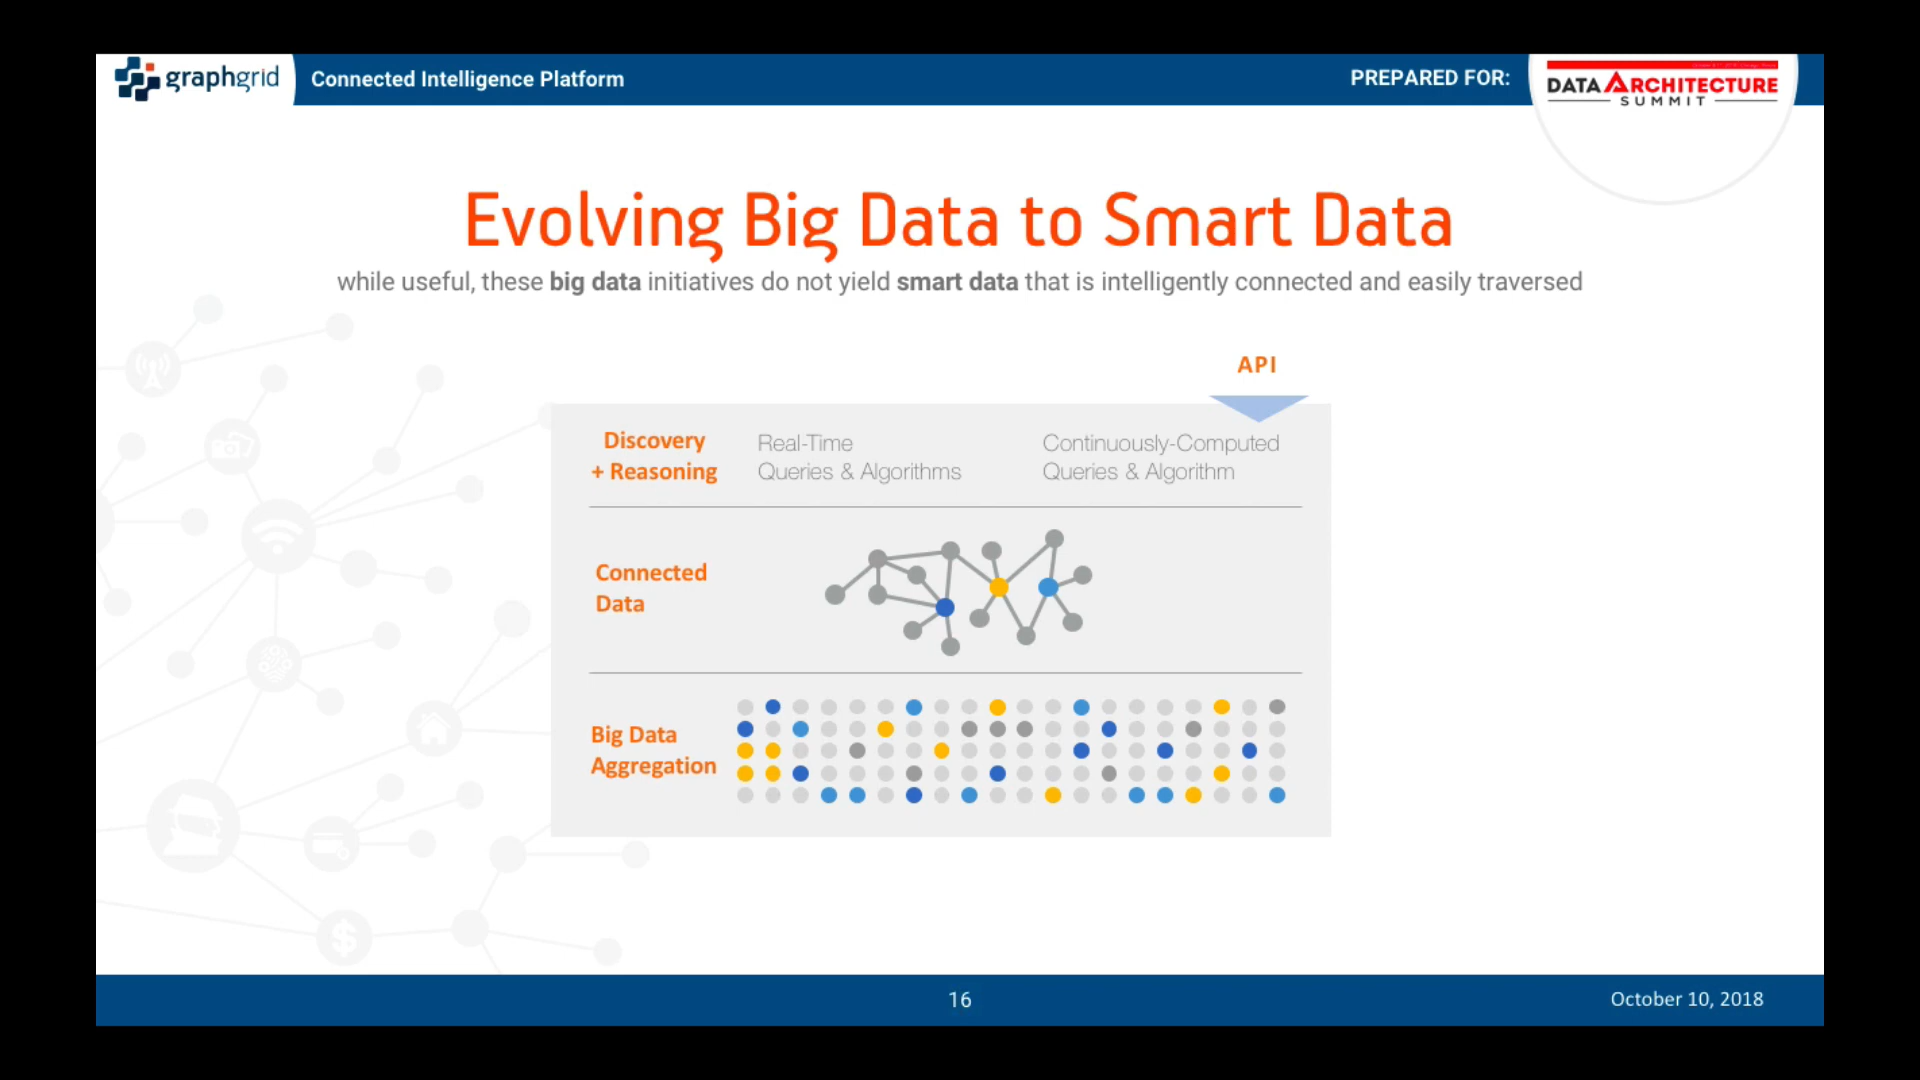 graphgrid
Connected Intelligence Platform
PREPARED FOR:
DATA ARCHITECTURE
SUMMIT
Evolving Big Data to Smart Data
while useful, these big data initiatives do not yield smart data that is intelligently connected and easily traversed
API
Discovery
+ Reasoning
Real-Time
Queries & Algorithms
Continuously-Computed
Queries & Algorithm
Connected
Data
Big Data
Aggregation
$
16
October 10, 2018